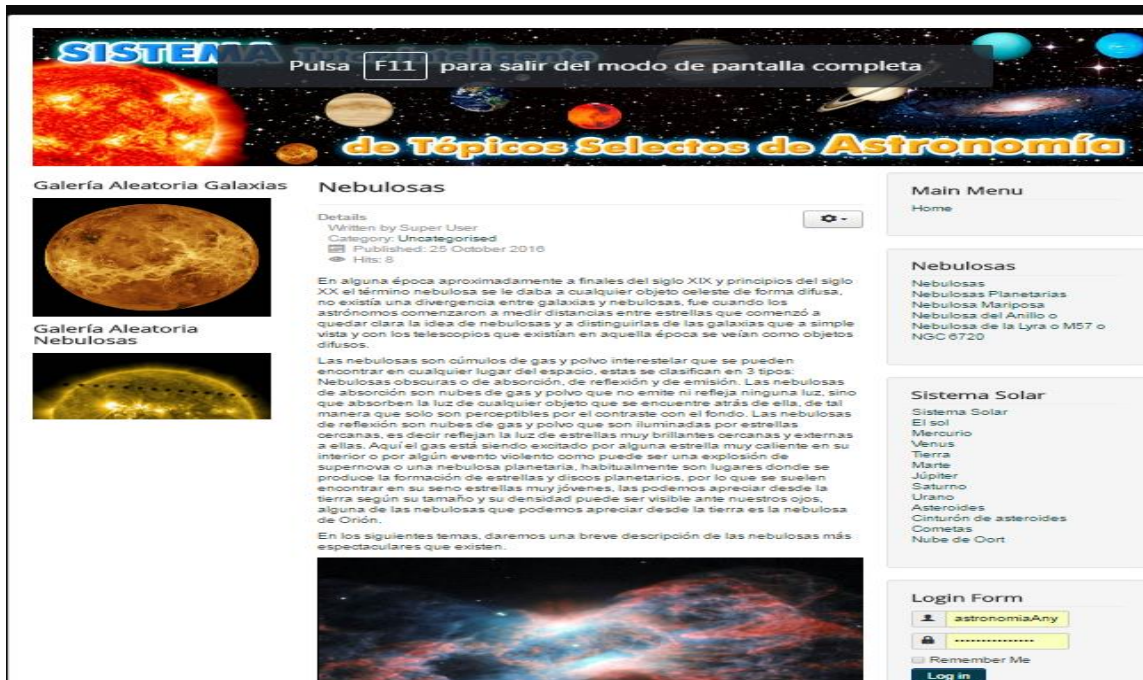 SISTEMA Tutor Inteligente
Pulsa F11 para salir del modo de pantalla completa
de Tópicos Selectos de Astronomía
Galería Aleatoria Galaxias
Galería Aleatoria
Nebulosas
Nebulosas
Details
Written by Super User
Category: Uncategorised
Published: 25 October 2016
Hits: 8
En alguna época aproximadamente a finales del siglo XIX y principios del siglo
XX el término nebulosa se le daba a cualquier objeto celeste de forma difusa,
no existía una divergencia entre galaxias y nebulosas, fue cuando los
astrónomos comenzaron a medir distancias entre estrellas que comenzó a
quedar clara la idea de nebulosas y a distinguirlas de las galaxias que a simple
vista y con los telescopios que existían en aquella época se veían como objetos
difusos.
Las nebulosas son cúmulos de gas y polvo interestelar que se pueden
encontrar en cualquier lugar del espacio, estas se clasifican en 3 tipos:
Nebulosas obscuras o de absorción, de reflexión y de emisión. Las nebulosas
de absorción son nubes de gas y polvo que no emite ni refleja ninguna luz, sino
que absorben la luz de cualquier objeto que se encuentre atrás de ella, de tal
manera que solo son perceptibles por el contraste con el fondo. Las nebulosas
de reflexión son nubes de gas y polvo que son iluminadas por estrellas
cercanas, es decir reflejan la luz de estrellas muy brillantes cercanas y externas
a ellas. Aquí el gas está siendo excitado por alguna estrella muy caliente en su
interior o por algún evento violento como puede ser una explosión de
supernova o una nebulosa planetaria, habitualmente son lugares donde se
produce la formación de estrellas y discos planetarios, por lo que se suelen
encontrar en su seno estrellas muy jóvenes, las podemos apreciar desde la
tierra según su tamaño y su densidad puede ser visible ante nuestros ojos,
alguna de las nebulosas que podemos apreciar desde la tierra es la nebulosa
de Orión.
En los siguientes temas, daremos una breve descripción de las nebulosas más
espectaculares que existen.
Main Menu
Home
Nebulosas
Nebulosas
Nebulosas Planetarias
Nebulosa Mariposa
Nebulosa del Anillo o
Nebulosa de la Lyra o M57 o
NGC 6720
Sistema Solar
Sistema Solar
El sol
Mercurio
Venus
Tierra
Marte
Júpiter
Saturno
Urano
Asteroides
Cinturón de asteroides
Cometas
Nube de Oort
Login Form
astronomiaAny
Remember Me
Log in